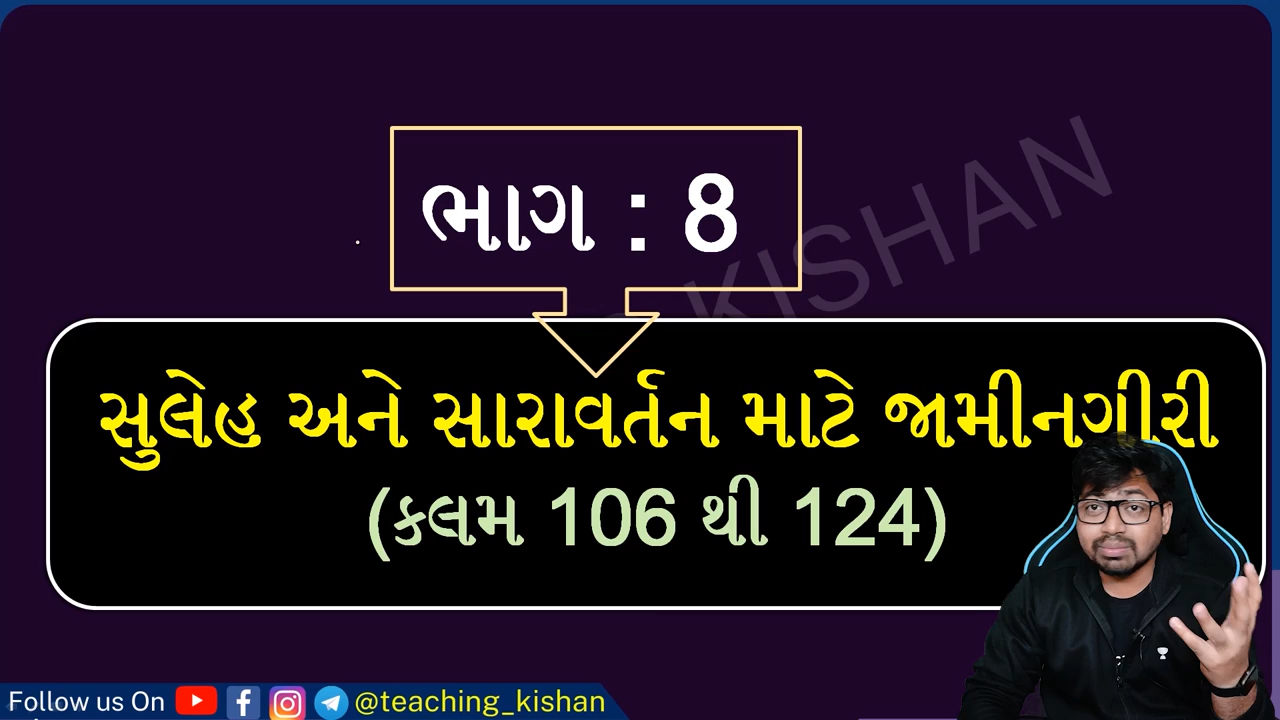 ભાગ : 8
KISHAN
સુલેહ અને સારાવર્તન માટે જામીનગીરી
(કલમ 106 થી 124)
Follow us On @teaching_kishan